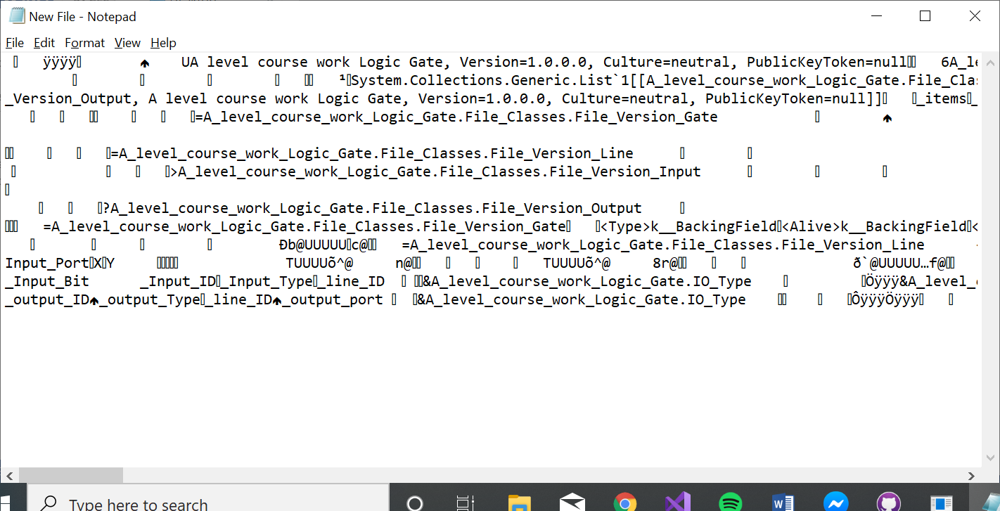 New File - Notepad
File Edit Format View Help
ÿÿÿÿ UA level course work Logic Gate, Version=1.0.0.0, Culture=neutral, PublicKeyToken=null 6A_le
¹System.Collections.Generic.List`1[[A_level_course_work_Logic_Gate.File_Clas
_Version_Output, A level course work Logic Gate, Version=1.0.0.0, Culture=neutral, PublicKeyToken=null]] _items_
=A_level_course_work_Logic_Gate.File_Classes.File_Version_Gate
=A_level_course_work_Logic_Gate.File_Classes.File_Version_Line
>A_level_course_work_Logic_Gate.File_Classes.File_Version_Input
?A_level_course_work_Logic_Gate.File_Classes.File_Version_Output
=A_level_course_work_Logic_Gate.File_Classes.File_Version_Gate <Type>k__BackingField <Alive>k__BackingField <
Ðb@UUUUUc@ =A_level_course_work_Logic_Gate.File_Classes.File_Version_Line
Input_Port X Y TUUUUõ^@ n@ TUUUUõ^@ 8r@ ð`@UUUUU…f@
_Input_Bit _Input_ID _Input_Type _line_ID &A_level_course_work_Logic_Gate.IO_Type Öÿÿÿ&A_level_
_output_ID _output_Type _line_ID _output_port &A_level_course_work_Logic_Gate.IO_Type ÔÿÿÿÖÿÿÿ
Type here to search